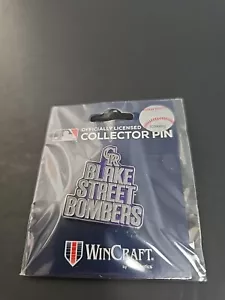 OFFICIALLY LICENSED
COLLECTOR PIN
CR
BLAKE
STREET
BOMBERS
WINCRAFT